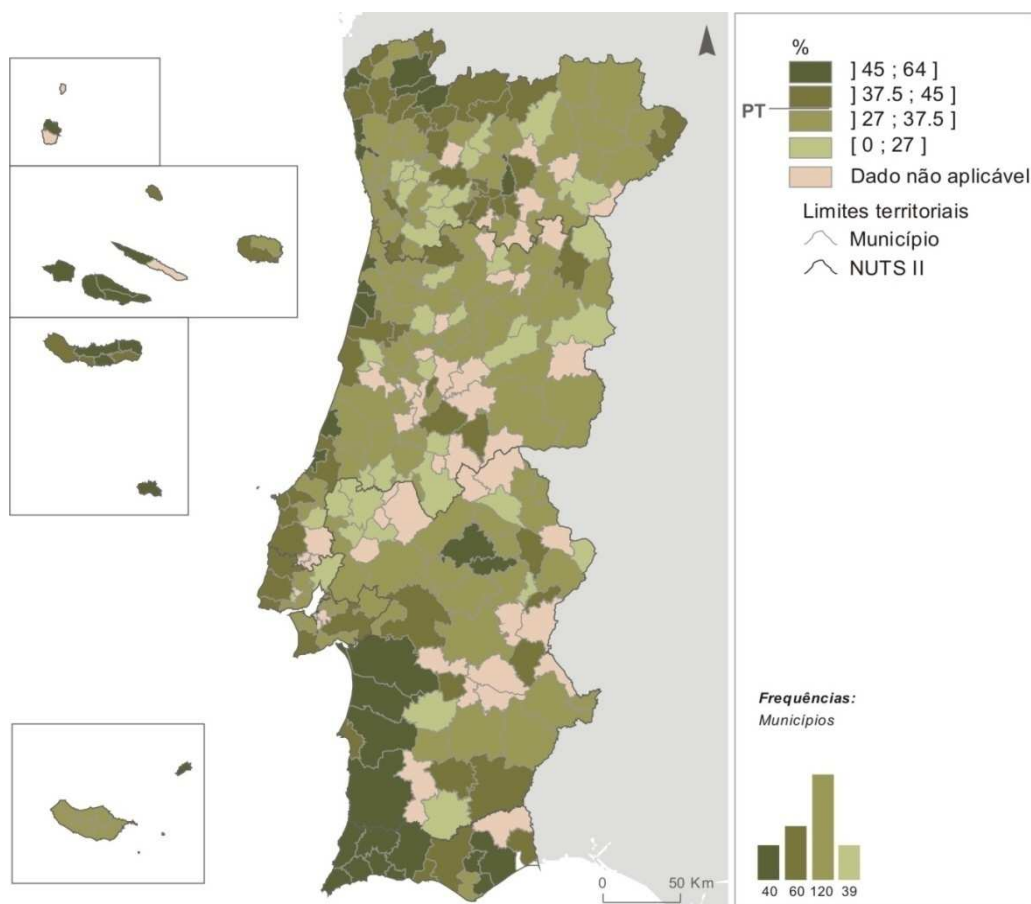 %
] 45 ; 64 ]
] 37.5 ; 45 ]
PT
] 27 ; 37.5 ]
[ 0 ; 27 ]
Dado não aplicável
Limites territoriais
Município
NUTS II
Frequências:
Municípios
40 60 120 39
0 50 Km